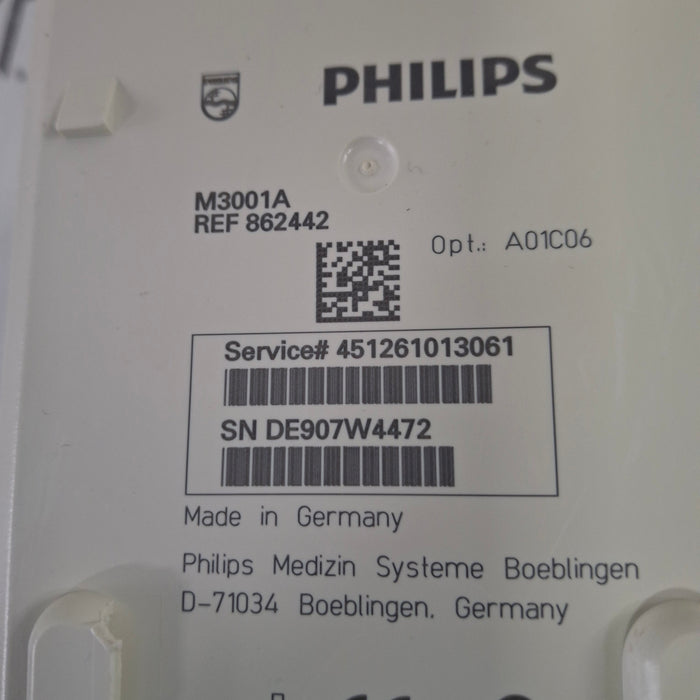 PHILIPS
M3001A
REF 862442
Opt.: A01C06
Service# 451261013061
SN DE907W4472
Made in Germany
Philips Medizin Systeme Boeblingen
D-71034 Boeblingen. Germany